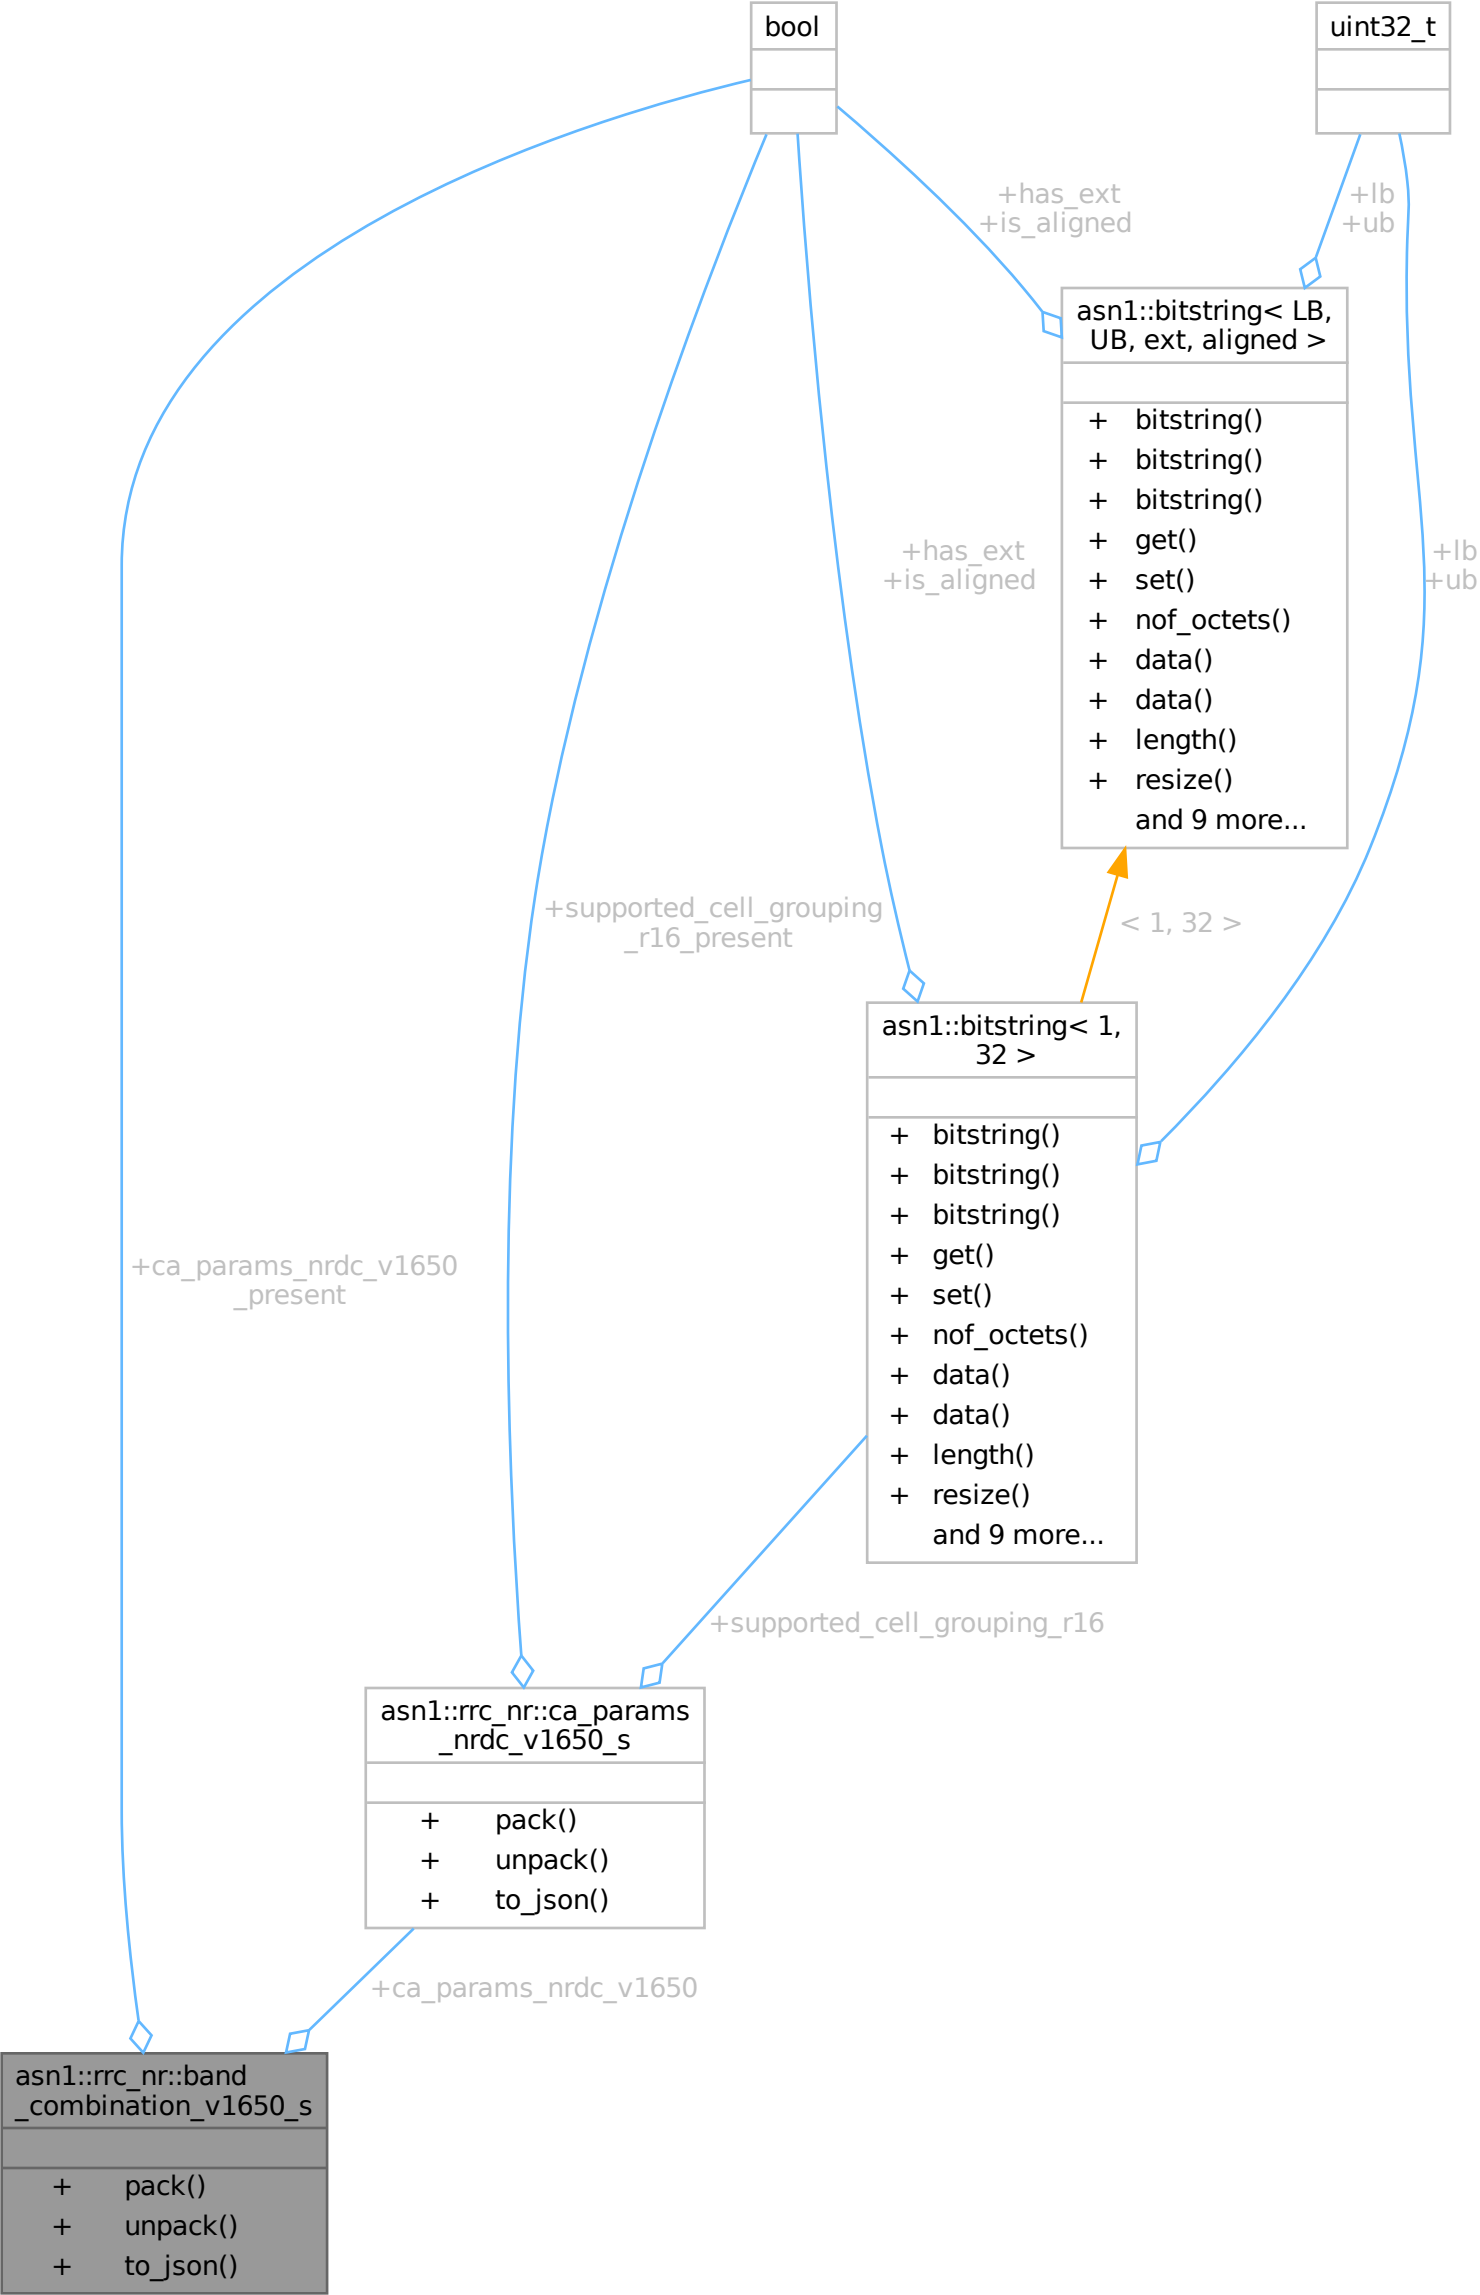 bool
uint32_t
+has_ext
+is_aligned
+lb
+ub
asn1::bitstring< LB,
UB, ext, aligned >
+ bitstring()
+ bitstring()
+ bitstring()
+ get()
+ set()
+ nof_octets()
+ data()
+ data()
+ length()
+ resize()
and 9 more...
+has_ext
+is_aligned
+lb
+ub
+supported_cell_grouping
_r16_present
< 1, 32 >
asn1::bitstring< 1,
32 >
+ bitstring()
+ bitstring()
+ bitstring()
+ get()
+ set()
+ nof_octets()
+ data()
+ data()
+ length()
+ resize()
and 9 more...
+ca_params_nrdc_v1650
_present
+supported_cell_grouping_r16
asn1::rrc_nr::ca_params
_nrdc_v1650_s
+ pack()
+ unpack()
+ to_json()
+ca_params_nrdc_v1650
asn1::rrc_nr::band
_combination_v1650_s
+ pack()
+ unpack()
+ to_json()